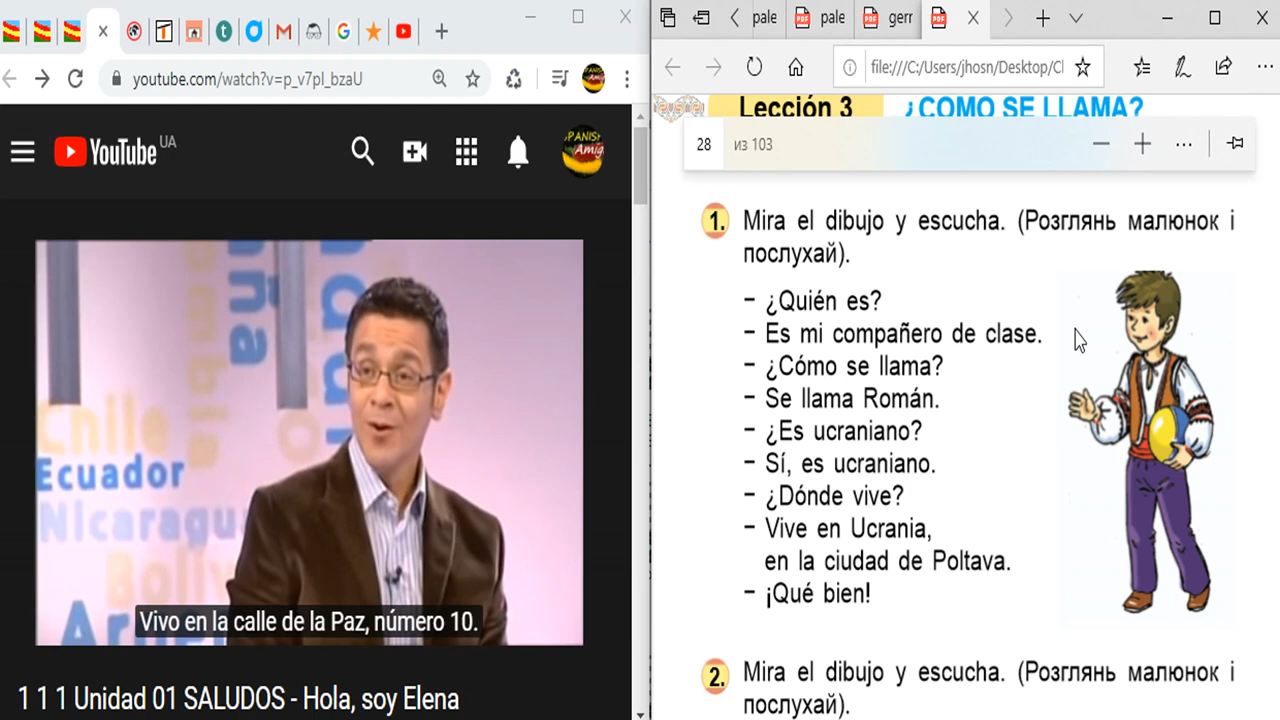 youtube.com/watch?v=p_v7pI_bzaU
YouTube UA
Chile
Ecuador
Nicaragu
Vivo en la calle de la Paz, número 10.
1 1 1 Unidad 01 SALUDOS - Hola, soy Elena
pale
pale
gerr
file:///C:/Users/jhosn/Desktop/Cl
Lección 3 ¿COMO SE LLAMA?
28 из 103
1. Mira el dibujo y escucha. (Розглянь малюнок і
послухай).
– ¿Quién es?
– Es mi compañero de clase.
– ¿Cómo se llama?
– Se llama Román.
– ¿Es ucraniano?
– Sí, es ucraniano.
– ¿Dónde vive?
– Vive en Ucrania,
en la ciudad de Poltava.
– ¡Qué bien!
2. Mira el dibujo y escucha. (Розглянь малюнок і
послухай).